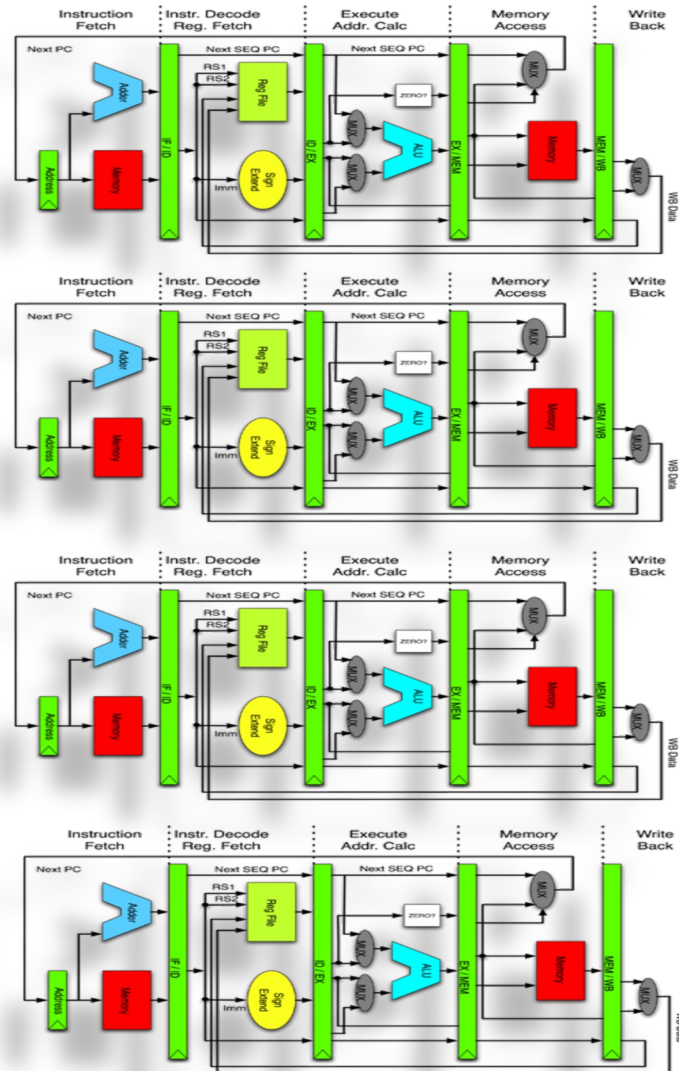 Instruction Fetch
Instr. Decode Reg. Fetch
Execute Addr. Calc
Memory Access
Write Back
Next PC
Next SEQ PC
Next SEQ PC
RS1
RS2
Imm
Adder
Address
Memory
IF / ID
Reg File
Sign Extend
ID / EX
MUX
MUX
ZERO?
ALU
EX / MEM
MUX
Memory
MEM / WB
MUX
WB Data
Instruction Fetch
Instr. Decode Reg. Fetch
Execute Addr. Calc
Memory Access
Write Back
Next PC
Next SEQ PC
Next SEQ PC
RS1
RS2
Imm
Adder
Address
Memory
IF / ID
Reg File
Sign Extend
ID / EX
MUX
MUX
ZERO?
ALU
EX / MEM
MUX
Memory
MEM / WB
MUX
WB Data
Instruction Fetch
Instr. Decode Reg. Fetch
Execute Addr. Calc
Memory Access
Write Back
Next PC
Next SEQ PC
Next SEQ PC
RS1
RS2
Imm
Adder
Address
Memory
IF / ID
Reg File
Sign Extend
ID / EX
MUX
MUX
ZERO?
ALU
EX / MEM
MUX
Memory
MEM / WB
MUX
WB Data
Instruction Fetch
Instr. Decode Reg. Fetch
Execute Addr. Calc
Memory Access
Write Back
Next PC
Next SEQ PC
Next SEQ PC
RS1
RS2
Imm
Adder
Address
Memory
IF / ID
Reg File
Sign Extend
ID / EX
MUX
MUX
ZERO?
ALU
EX / MEM
MUX
Memory
MEM / WB
MUX